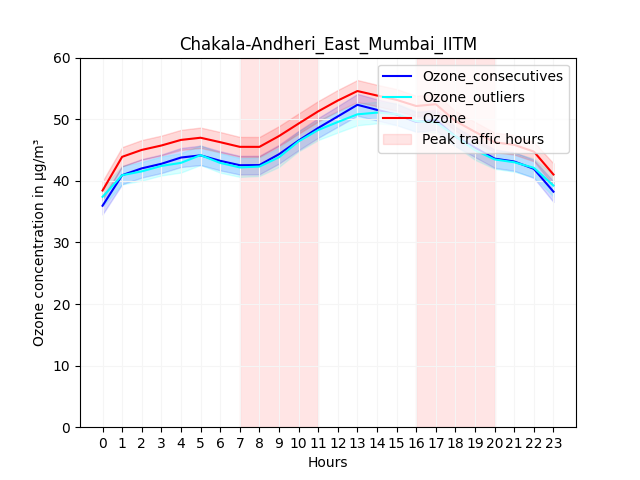 Chakala-Andheri_East_Mumbai_IITM
Ozone_consecutives
Ozone_outliers
Ozone
Peak traffic hours
Ozone concentration in µg/m³
60
50
40
30
20
10
0
0 1 2 3 4 5 6 7 8 9 10 11 12 13 14 15 16 17 18 19 20 21 22 23
Hours